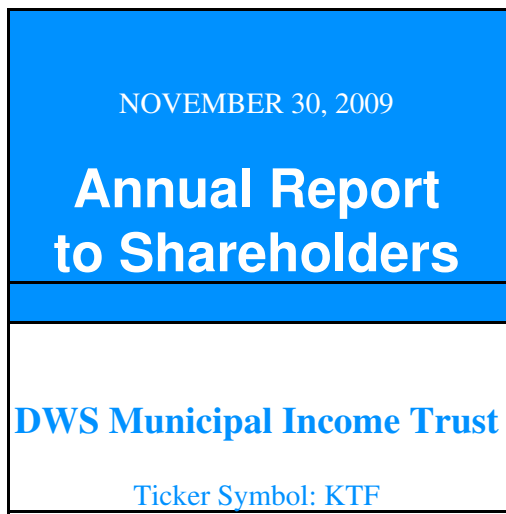 NOVEMBER 30, 2009
Annual Report
to Shareholders
DWS Municipal Income Trust
Ticker Symbol: KTF